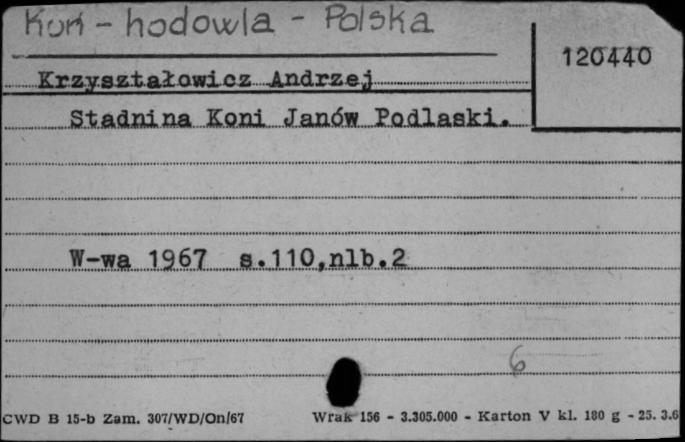 Koń - hodowla - Polska
120440
Krzyształowicz Andrzej
Stadnina Koni Janów Podlaski.
W-wa 1967 s.110,nlb.2
6
CWD B 15-b Zam. 307/WD/On/67 Wrak 156 - 3.305.000 - Karton V kl. 180 g - 25. 3.6